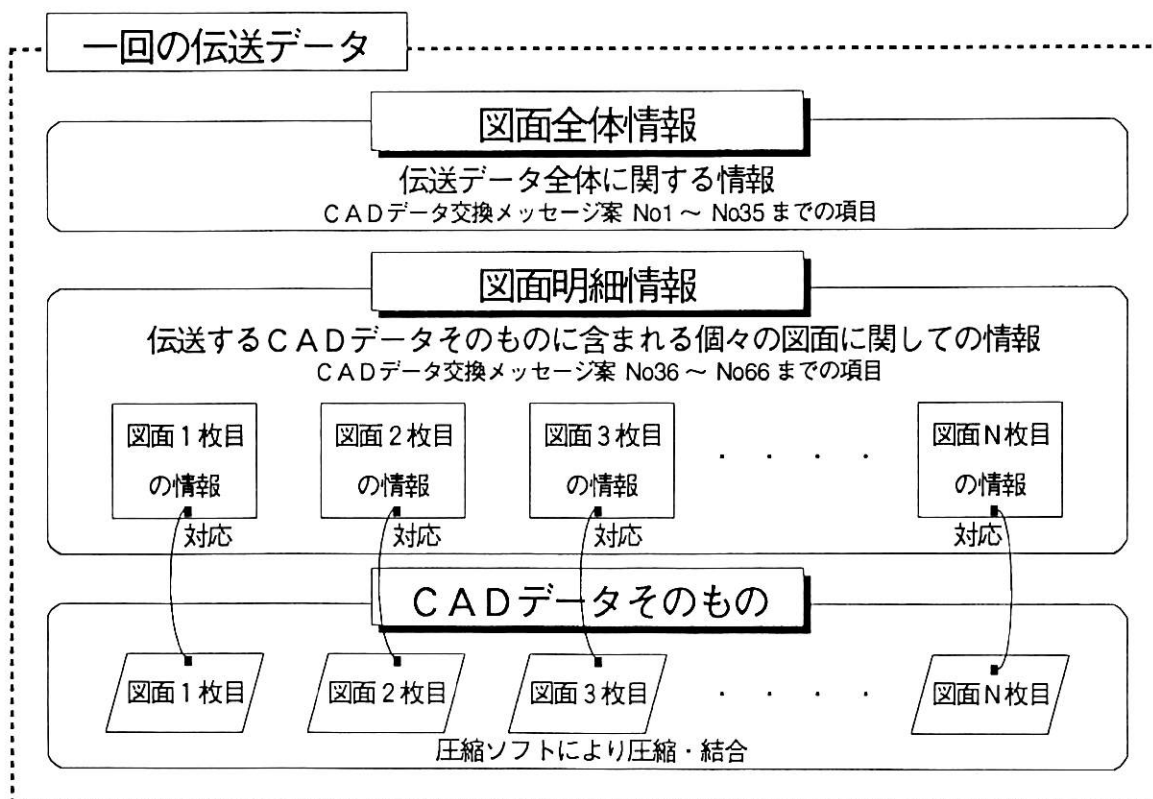 一回の伝送データ
図面全体情報
伝送データ全体に関する情報
CADデータ交換メッセージ案 No1 ~ No35 までの項目
図面明細情報
伝送するCADデータそのものに含まれる個々の図面に関しての情報
CADデータ交換メッセージ案 No36 ~ No66 までの項目
図面1枚目
の情報
対応
図面2枚目
の情報
対応
図面3枚目
の情報
対応
・・・・
図面N枚目
の情報
対応
CADデータそのもの
図面1枚目
図面2枚目
図面3枚目
・・・・
図面N枚目
圧縮ソフトにより圧縮・結合